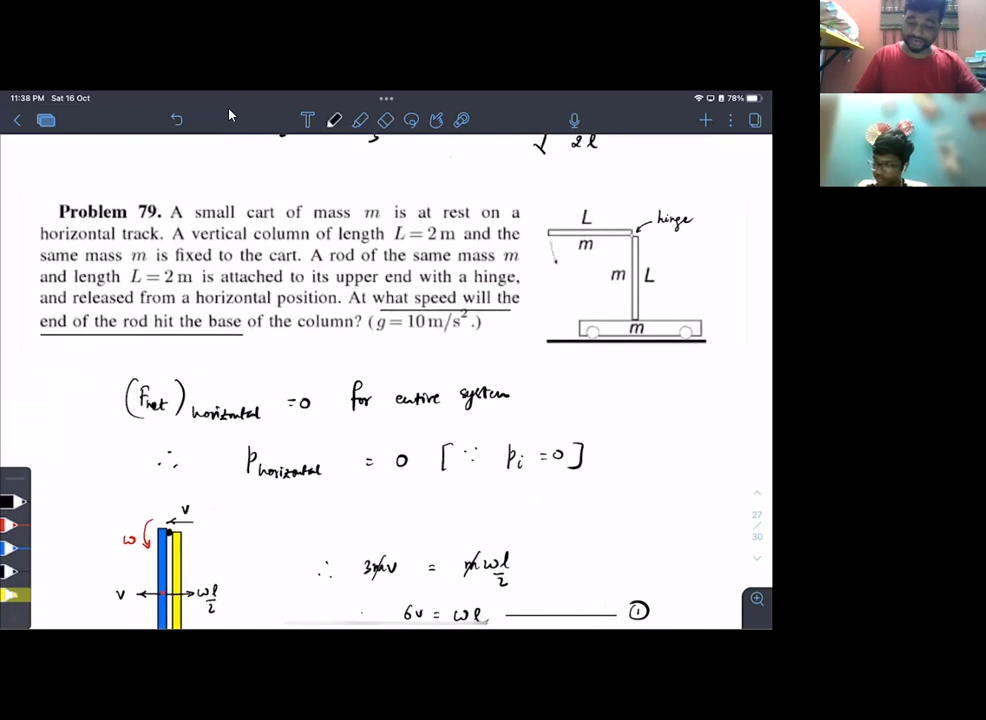 11:38 PM Sat 16 Oct
78%
2l
Problem 79. A small cart of mass m is at rest on a
horizontal track. A vertical column of length L = 2 m and the
same mass m is fixed to the cart. A rod of the same mass m
and length L = 2 m is attached to its upper end with a hinge,
and released from a horizontal position. At what speed will the
end of the rod hit the base of the column? (g = 10 m/s².)
L
hinge
m
m L
m
(Fnet)horizontal = 0 for entire system
∴ Phorizontal = 0 [∵ Pi = 0]
27
/
30
v
ω
v
ωl/2
∴ 3mv = mωl/2
6v = ωl ①